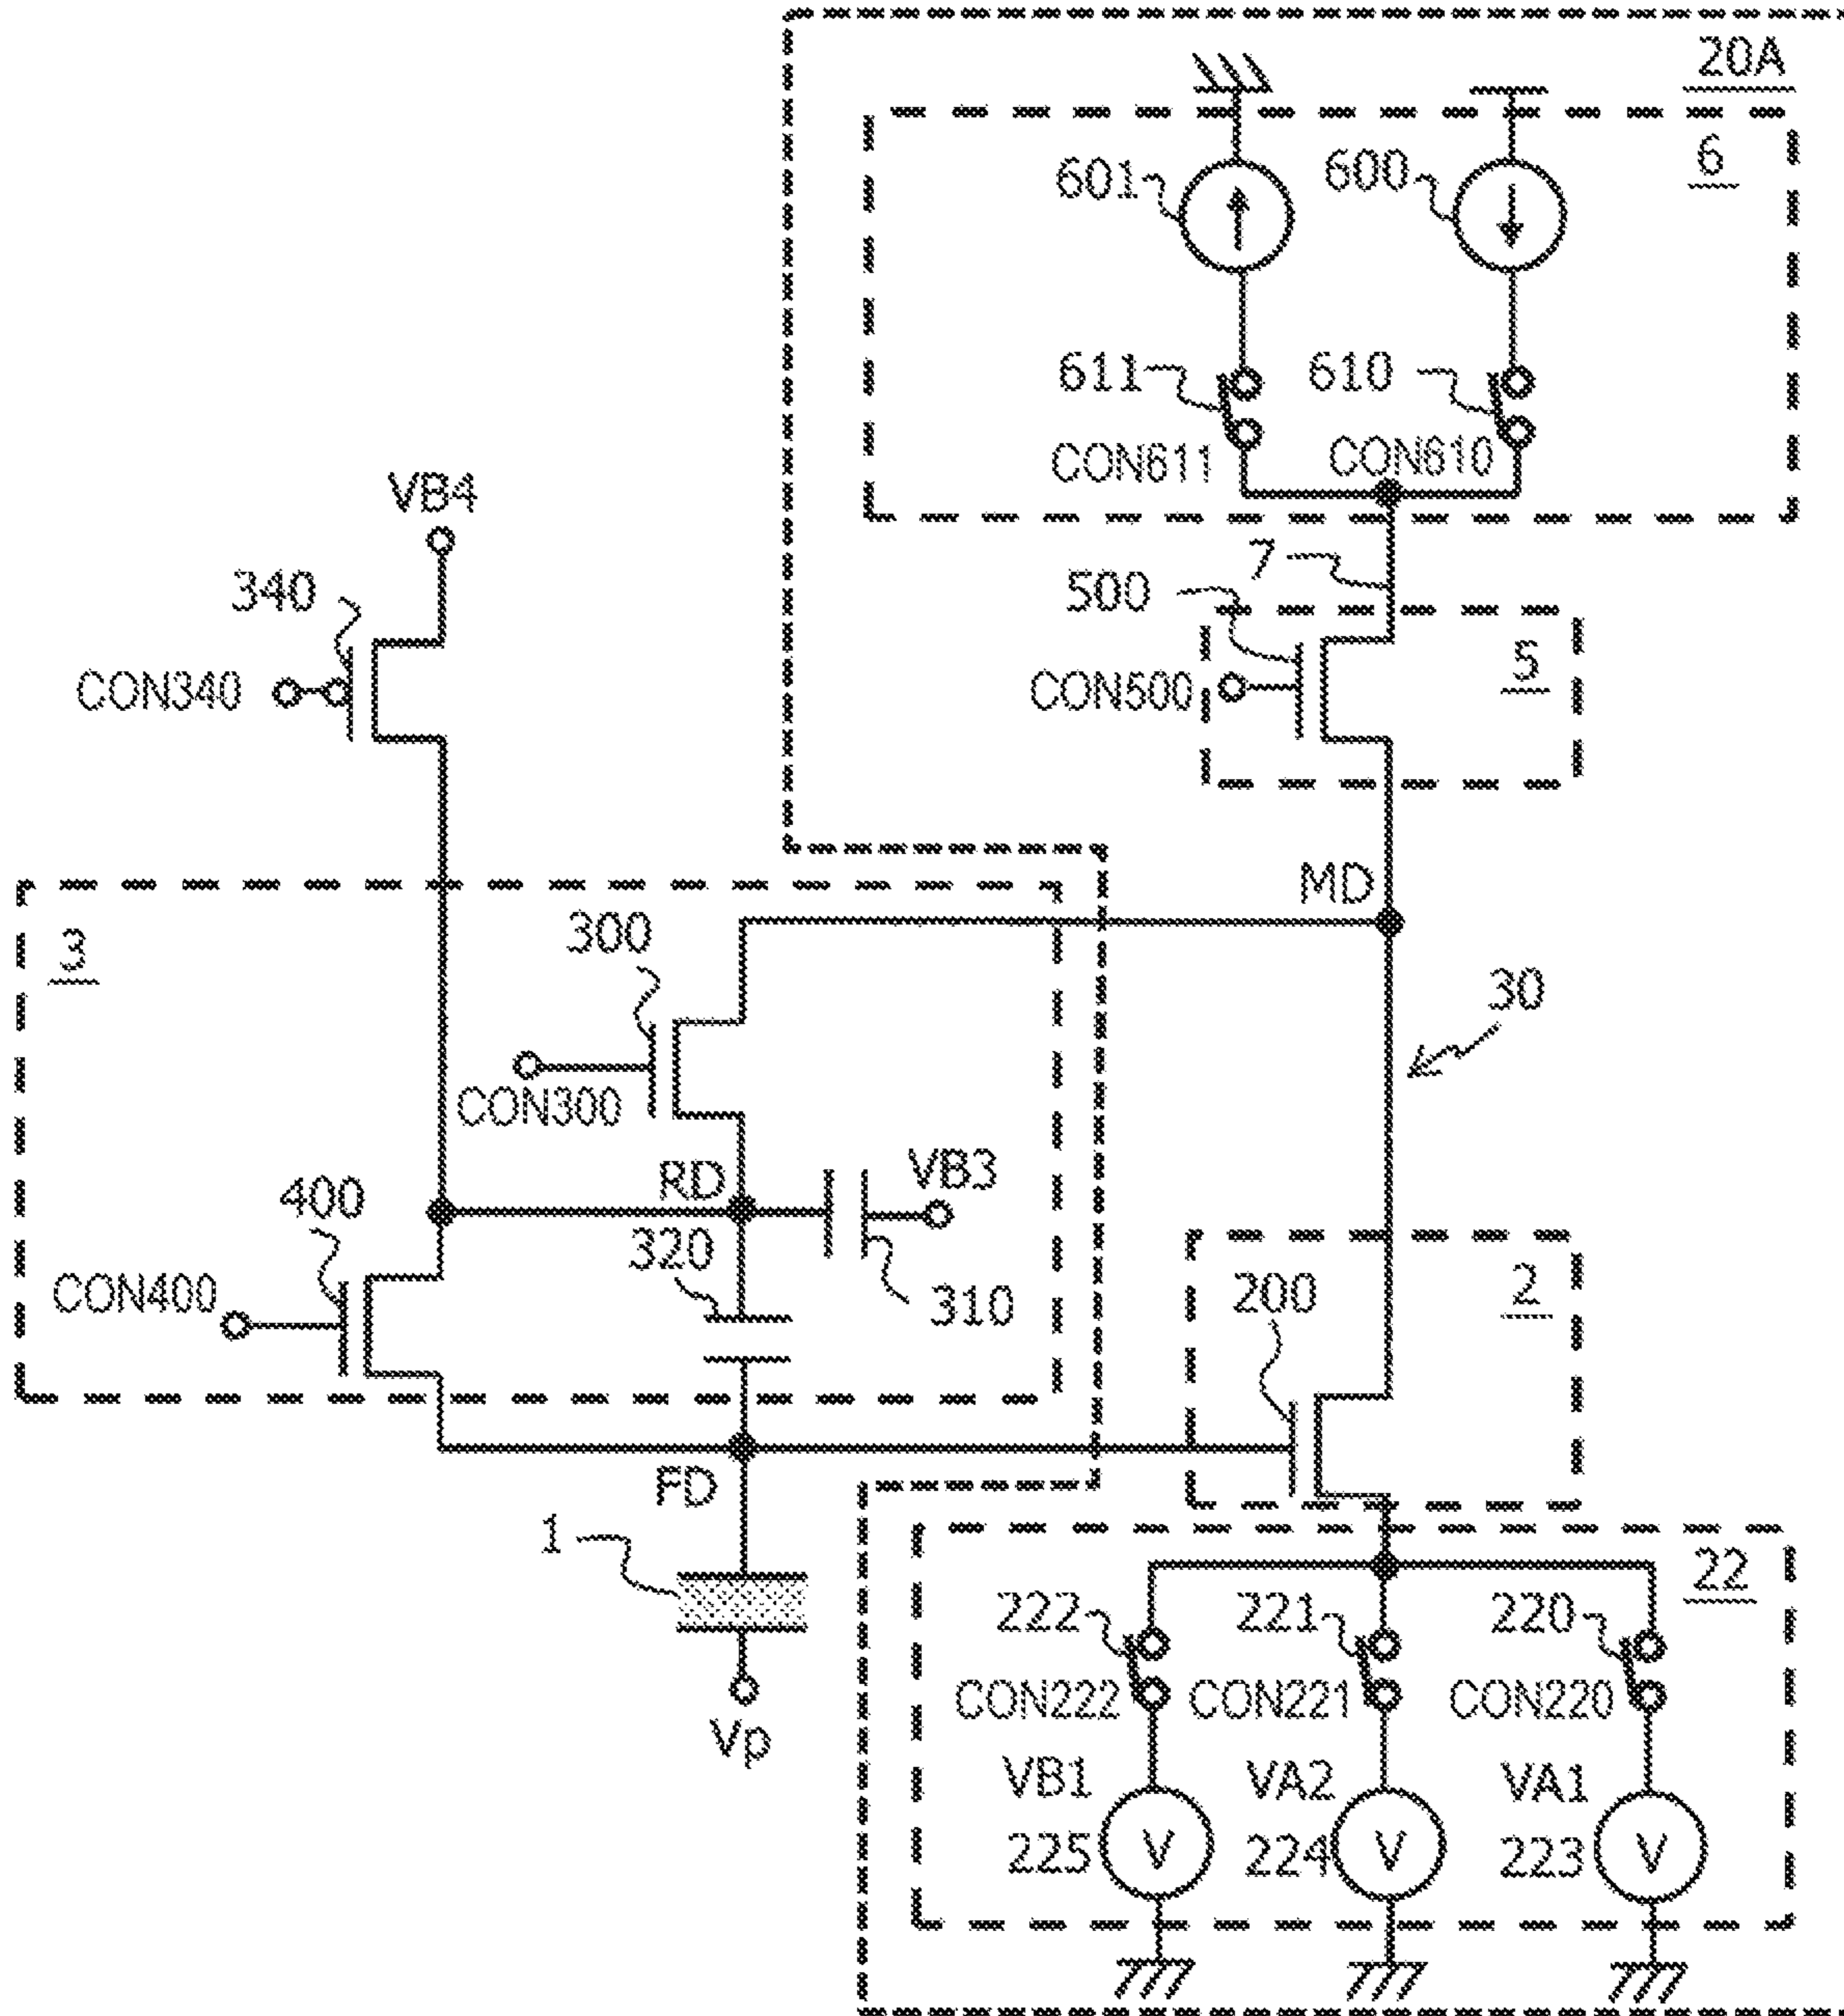 20A
6
601
600
611
610
CON611
CON610
VB4
340
CON340
7
500
5
CON500
MD
3
300
30
CON300
RD
VB3
400
320
CON400
310
200
2
FD
1
22
222
221
220
CON222
CON221
CON220
Vp
VB1
VA2
VA1
225
V
224
V
223
V